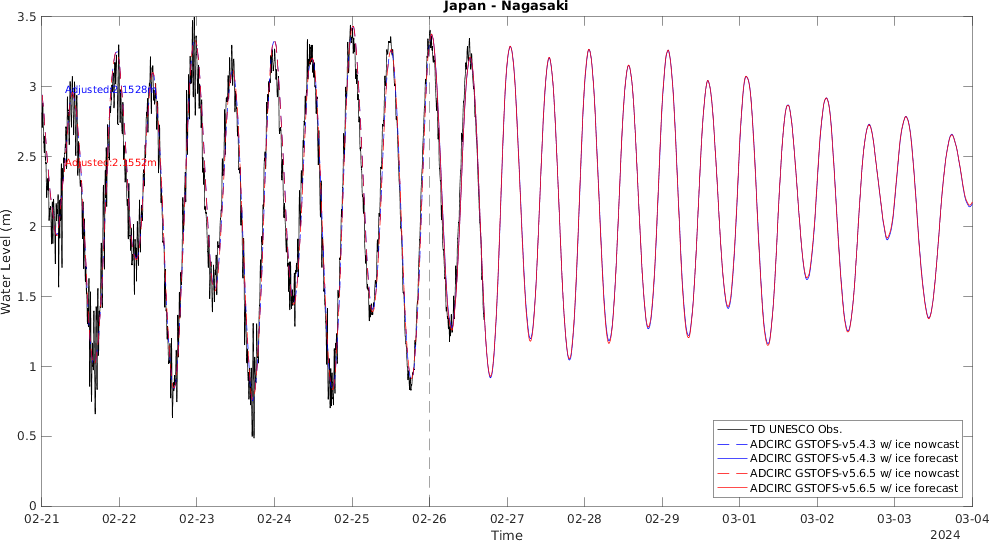 Japan - Nagasaki
Water Level (m)
3.5
3
2.5
2
1.5
1
0.5
0
Adjusted:2.1528m
Adjusted:2.1552m
TD UNESCO Obs.
ADCIRC GSTOFS-v5.4.3 w/ ice nowcast
ADCIRC GSTOFS-v5.4.3 w/ ice forecast
ADCIRC GSTOFS-v5.6.5 w/ ice nowcast
ADCIRC GSTOFS-v5.6.5 w/ ice forecast
02-21 02-22 02-23 02-24 02-25 02-26 02-27 02-28 02-29 03-01 03-02 03-03 03-04
Time
2024